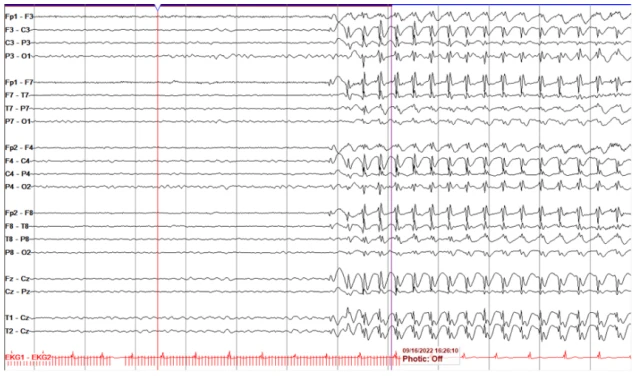 Fp1 - F3
F3 - C3
C3 - P3
P3 - O1
Fp1 - F7
F7 - T7
T7 - P7
P7 - O1
Fp2 - F4
F4 - C4
C4 - P4
P4 - O2
Fp2 - F8
F8 - T8
T8 - P8
P8 - O2
Fz - Cz
Cz - Pz
T1 - Cz
T2 - Cz
EKG1 - EKG2
09/16/2022 16:26:10
Photic: Off